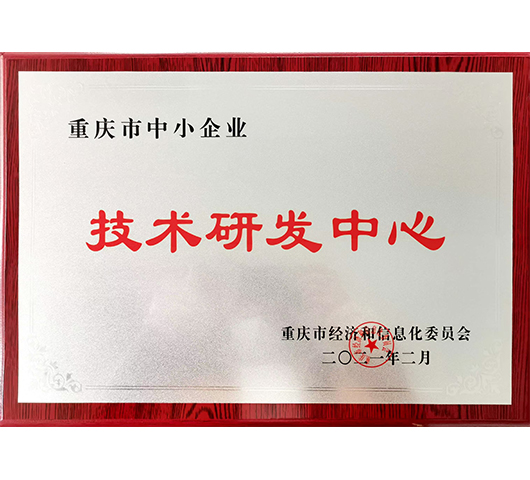 重庆市中小企业
技术研发中心
重庆市经济和信息化委员会
二〇二一年二月